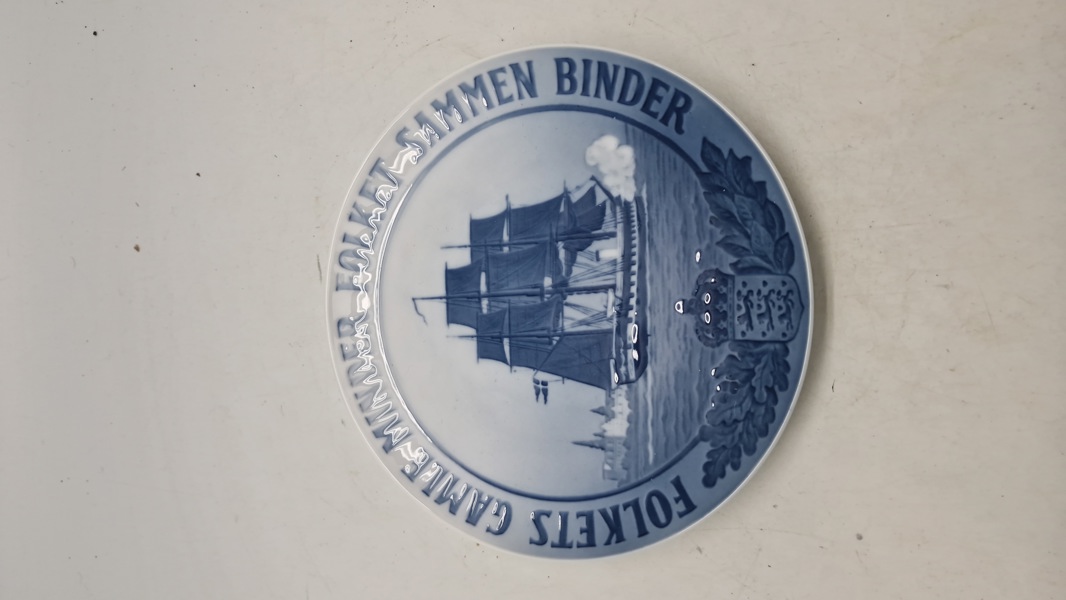 FOLKETS GAMLE MINDER FOLKET SAMMEN BINDER